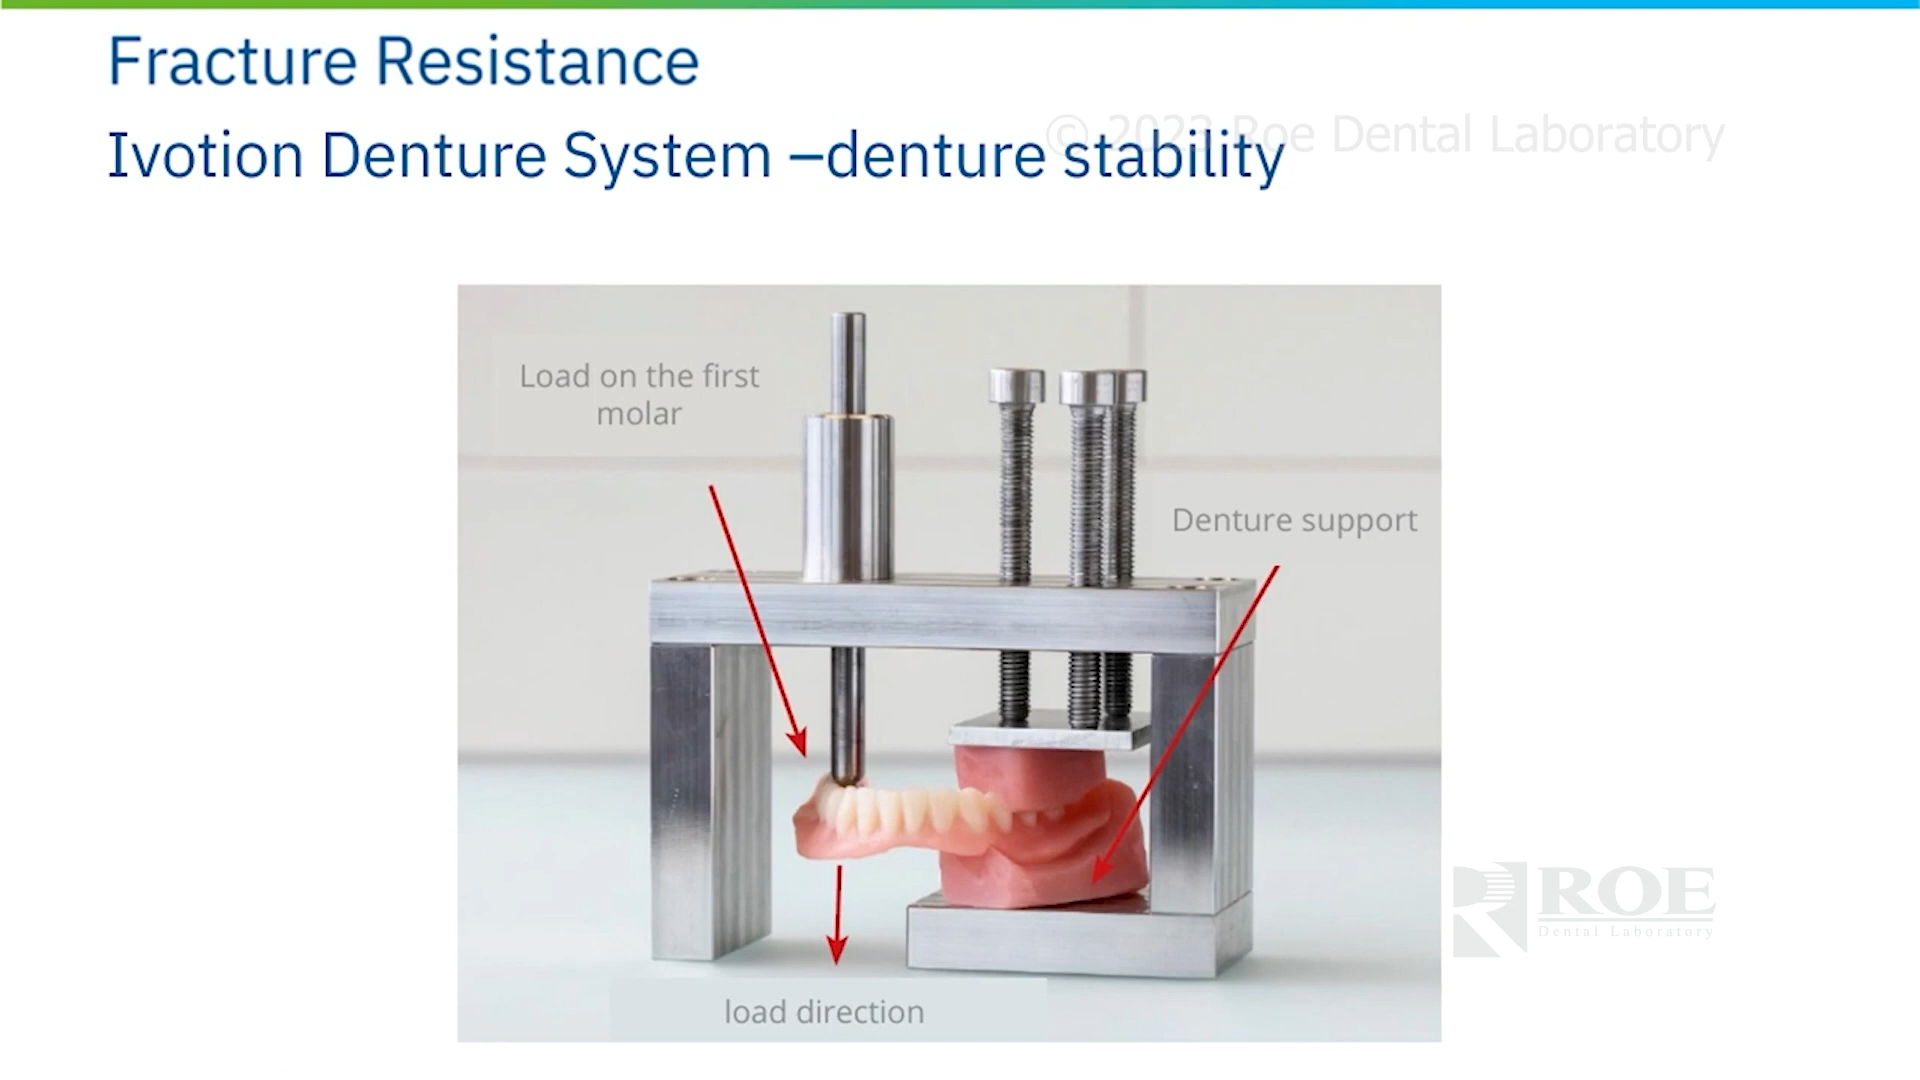 Fracture Resistance
© 2023 Roe Dental Laboratory
Ivotion Denture System –denture stability
Load on the first
molar
Denture support
ROE
Dental Laboratory
load direction